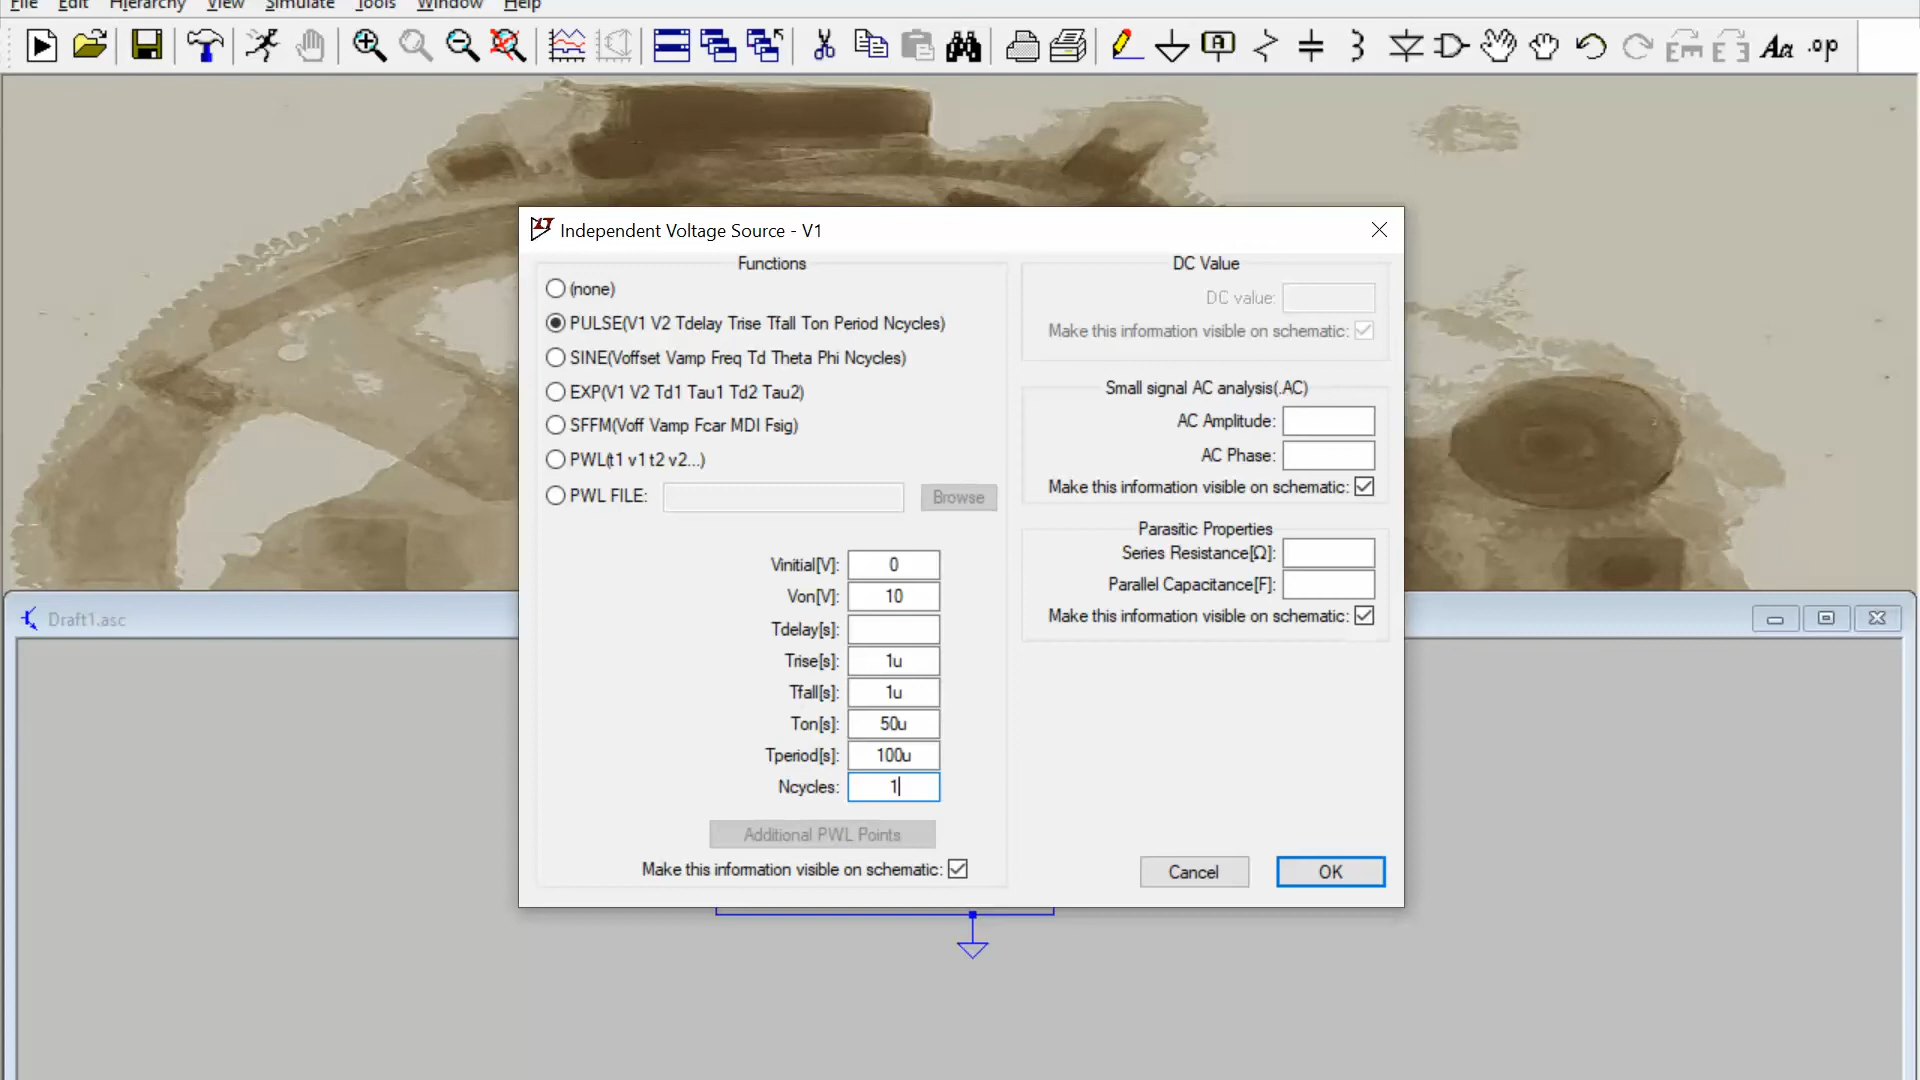 File Edit Hierarchy View Simulate Tools Window Help
A
Aa .op
Independent Voltage Source - V1
Functions
(none)
PULSE(V1 V2 Tdelay Trise Tfall Ton Period Ncycles)
SINE(Voffset Vamp Freq Td Theta Phi Ncycles)
EXP(V1 V2 Td1 Tau1 Td2 Tau2)
SFFM(Voff Vamp Fcar MDI Fsig)
PWL(t1 v1 t2 v2...)
PWL FILE: Browse
Vinitial[V]: 0
Von[V]: 10
Tdelay[s]:
Trise[s]: 1u
Tfall[s]: 1u
Ton[s]: 50u
Tperiod[s]: 100u
Ncycles: 1
Additional PWL Points
Make this information visible on schematic:
DC Value
DC value:
Make this information visible on schematic:
Small signal AC analysis(.AC)
AC Amplitude:
AC Phase:
Make this information visible on schematic:
Parasitic Properties
Series Resistance[Ω]:
Parallel Capacitance[F]:
Make this information visible on schematic:
Cancel OK
Draft1.asc